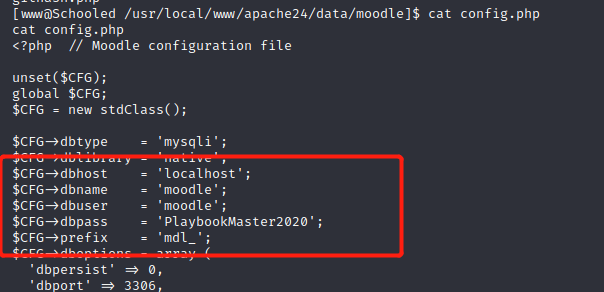 [www@Schooled /usr/local/www/apache24/data/moodle]$ cat config.php
cat config.php
<?php  // Moodle configuration file

unset($CFG);
global $CFG;
$CFG = new stdClass();

$CFG→dbtype    = 'mysqli';
$CFG→dblibrary = 'native';
$CFG→dbhost    = 'localhost';
$CFG→dbname    = 'moodle';
$CFG→dbuser    = 'moodle';
$CFG→dbpass    = 'PlaybookMaster2020';
$CFG→prefix    = 'mdl_';
$CFG→dboptions = array (
  'dbpersist' ⇒ 0,
  'dbport' ⇒ 3306,